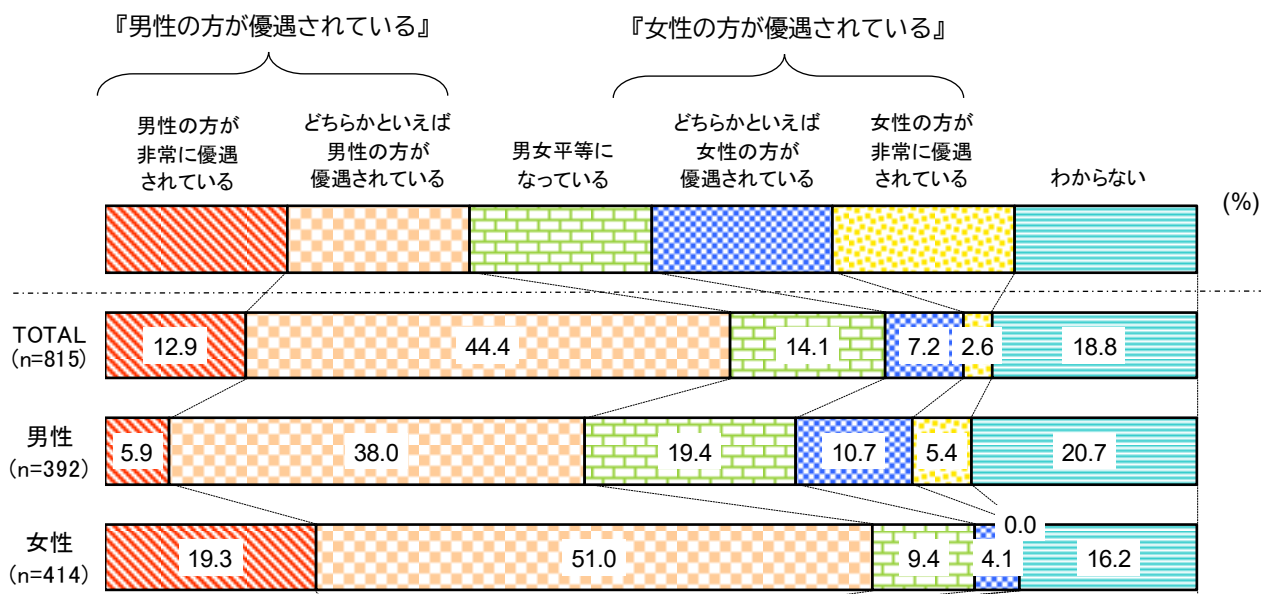 『男性の方が優遇されている』
『女性の方が優遇されている』
男性の方が
非常に優遇
されている
どちらかといえば
男性の方が
優遇されている
男女平等に
なっている
どちらかといえば
女性の方が
優遇されている
女性の方が
非常に優遇
されている
わからない
(%)
TOTAL
(n=815)
12.9
44.4
14.1
7.2
2.6
18.8
男性
(n=392)
5.9
38.0
19.4
10.7
5.4
20.7
女性
(n=414)
19.3
51.0
9.4
4.1
0.0
16.2